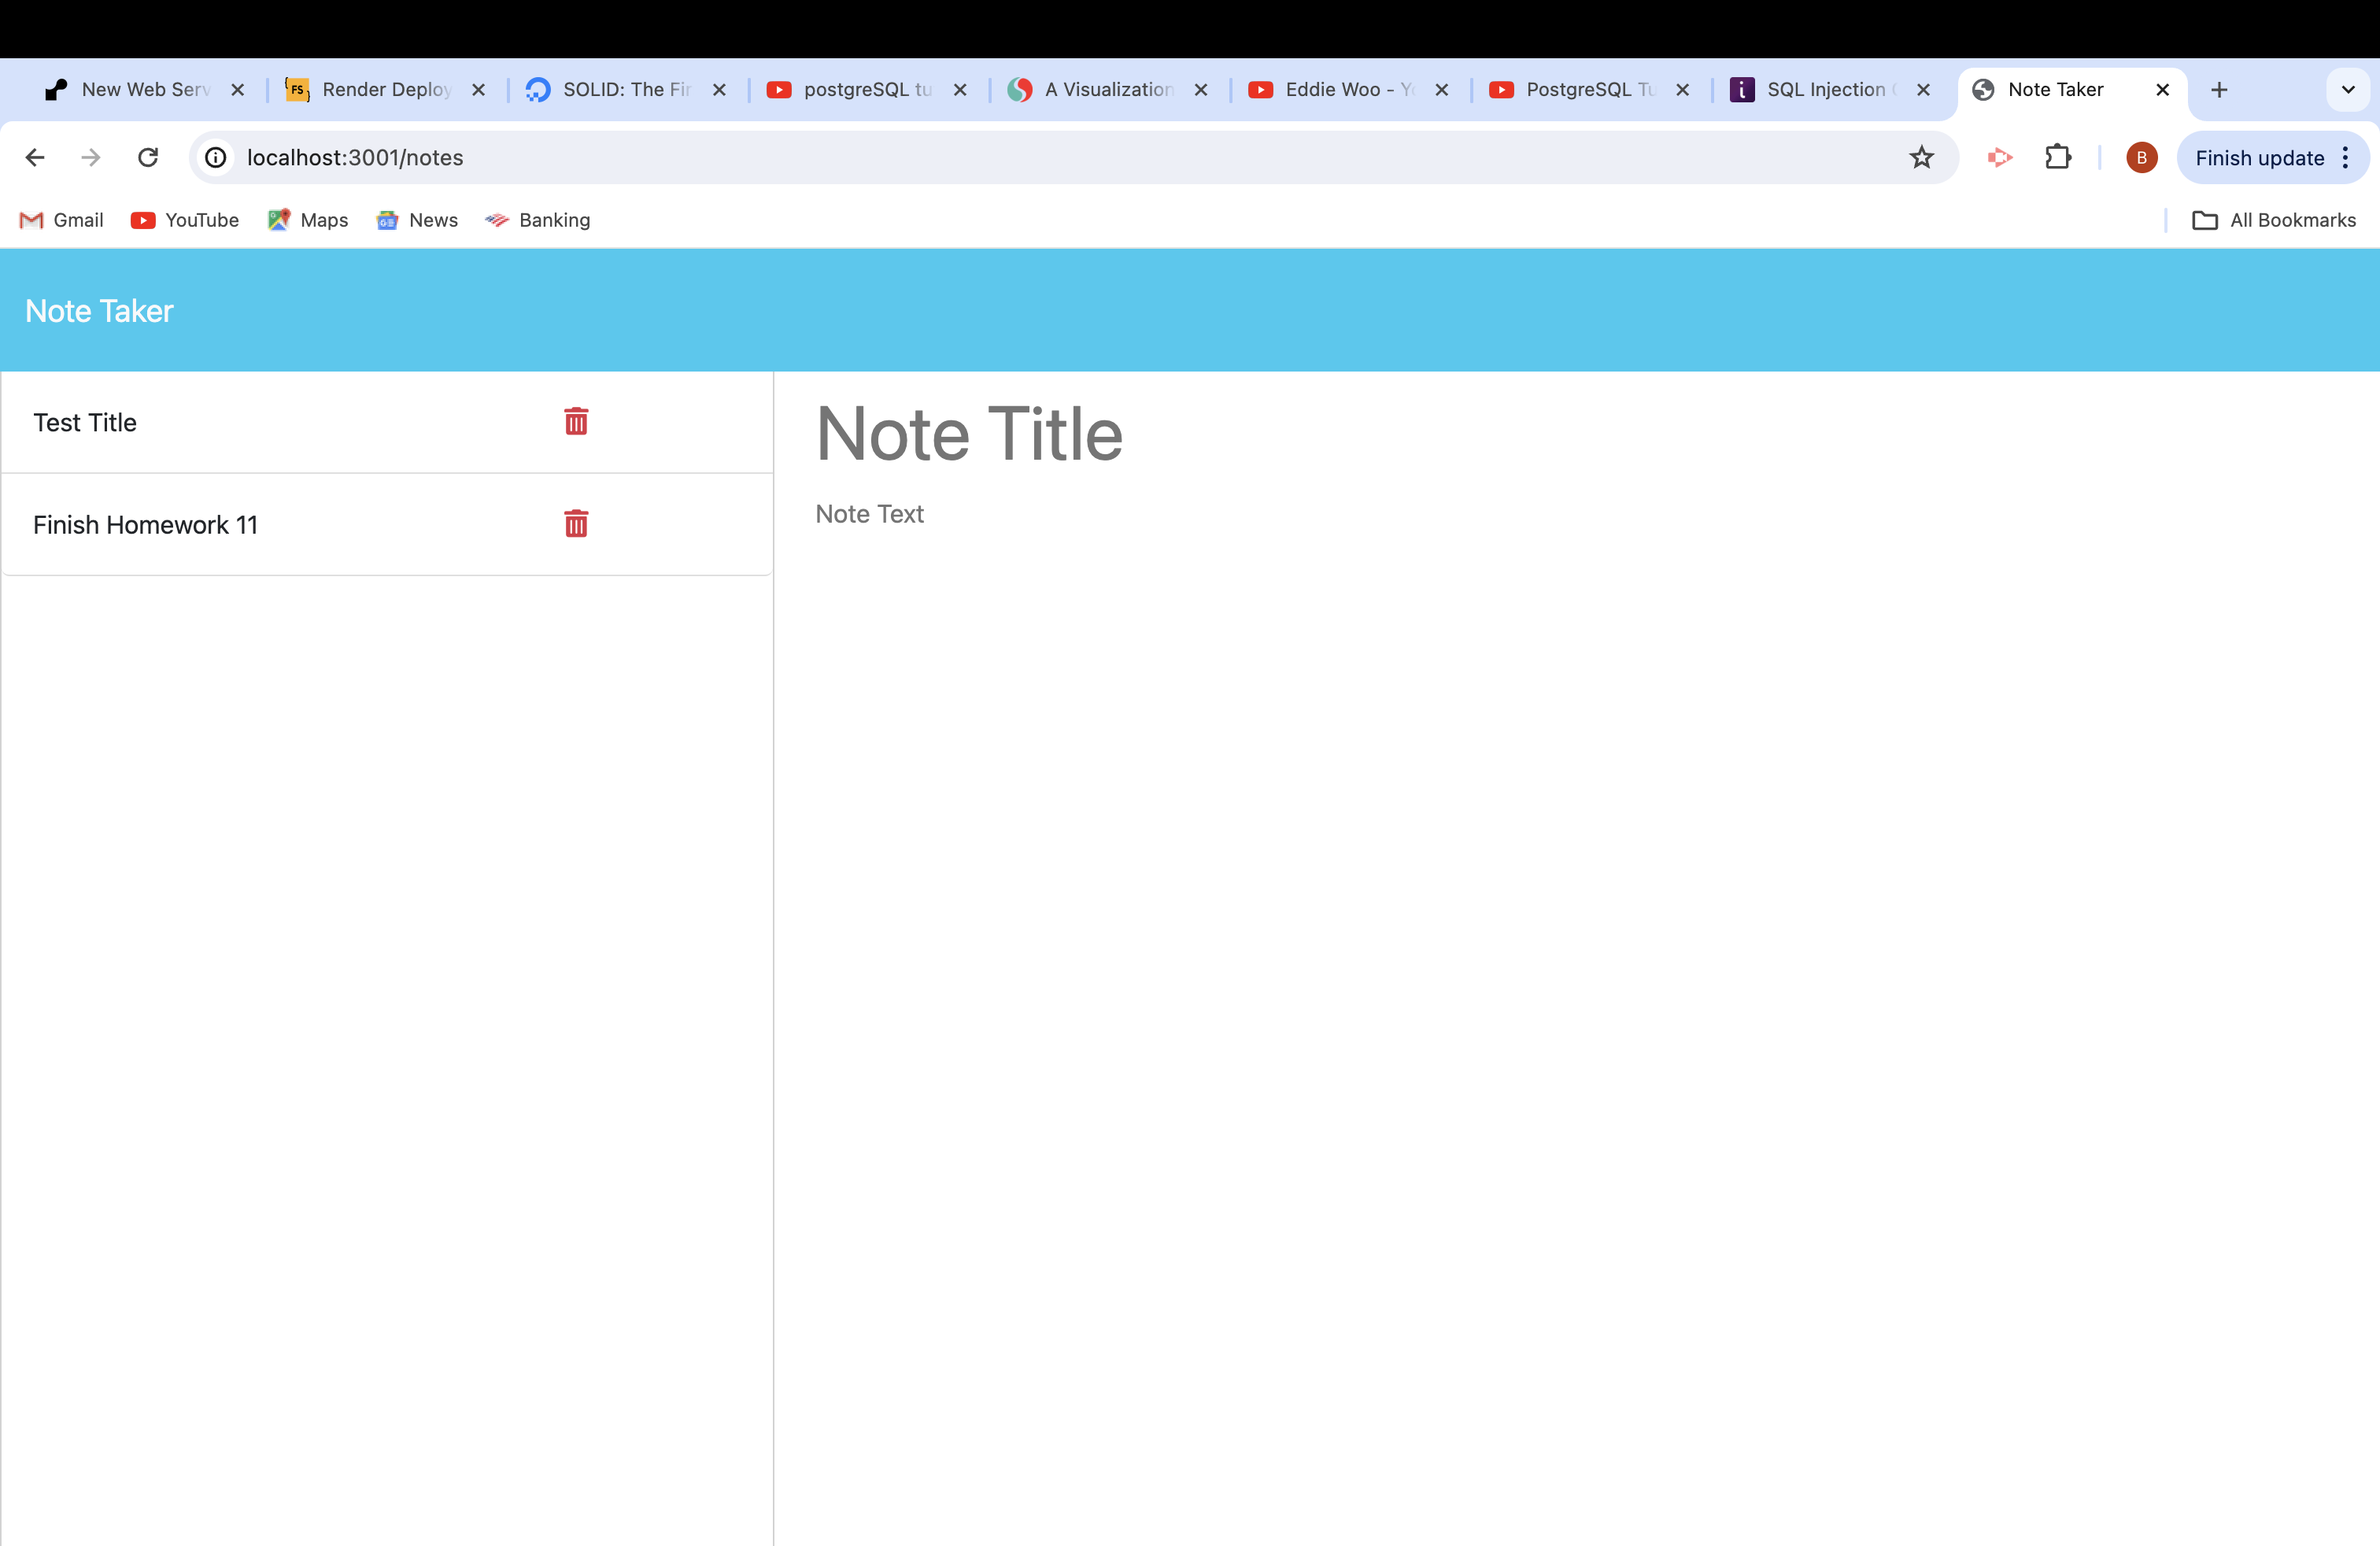 New Web Serv
Render Deploy
SOLID: The Fir
postgreSQL tu
A Visualization
Eddie Woo - Yo
PostgreSQL Tu
SQL Injection
Note Taker
localhost:3001/notes
B
Finish update
Gmail
YouTube
Maps
News
Banking
All Bookmarks
Note Taker
Test Title
Finish Homework 11
Note Title
Note Text